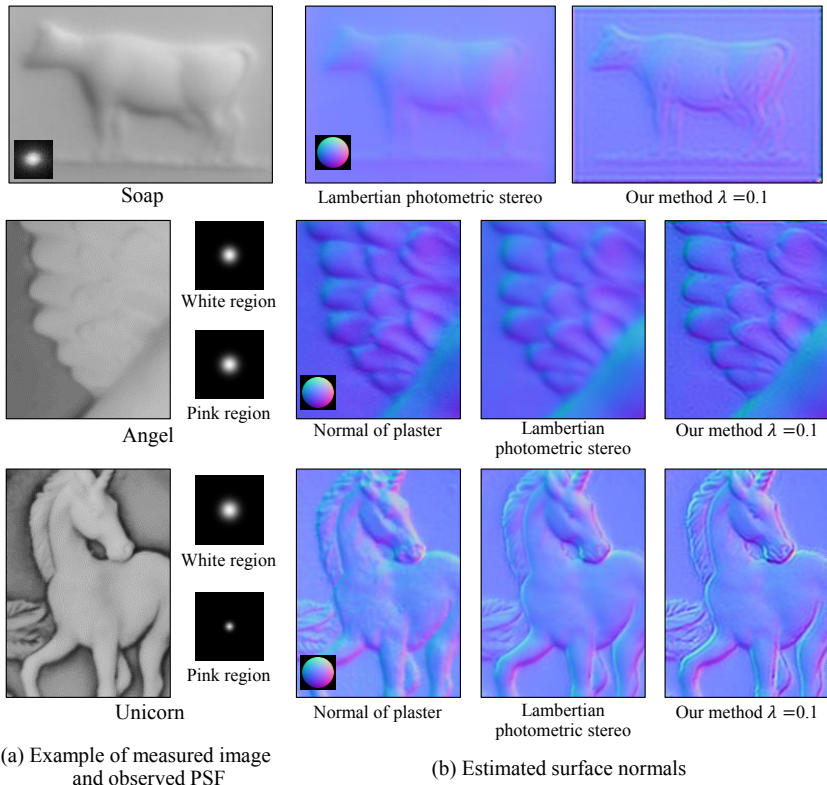 Soap
Lambertian photometric stereo
Our method λ =0.1
White region
Pink region
Angel
Normal of plaster
Lambertian
photometric stereo
Our method λ =0.1
White region
Pink region
Unicorn
Normal of plaster
Lambertian
photometric stereo
Our method λ =0.1
(a) Example of measured image
and observed PSF
(b) Estimated surface normals